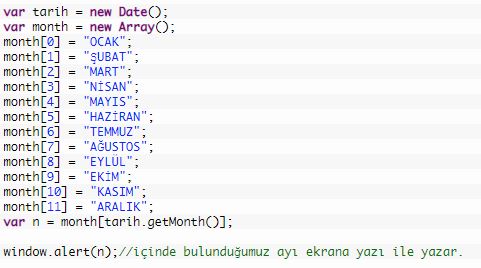 var tarih = new Date();
var month = new Array();
month[0] = "OCAK";
month[1] = "ŞUBAT";
month[2] = "MART";
month[3] = "NİSAN";
month[4] = "MAYIS";
month[5] = "HAZİRAN";
month[6] = "TEMMUZ";
month[7] = "AĞUSTOS";
month[8] = "EYLÜL";
month[9] = "EKİM";
month[10] = "KASIM";
month[11] = "ARALIK";
var n = month[tarih.getMonth()];
window.alert(n);//içinde bulunduğumuz ayı ekrana yazı ile yazar.